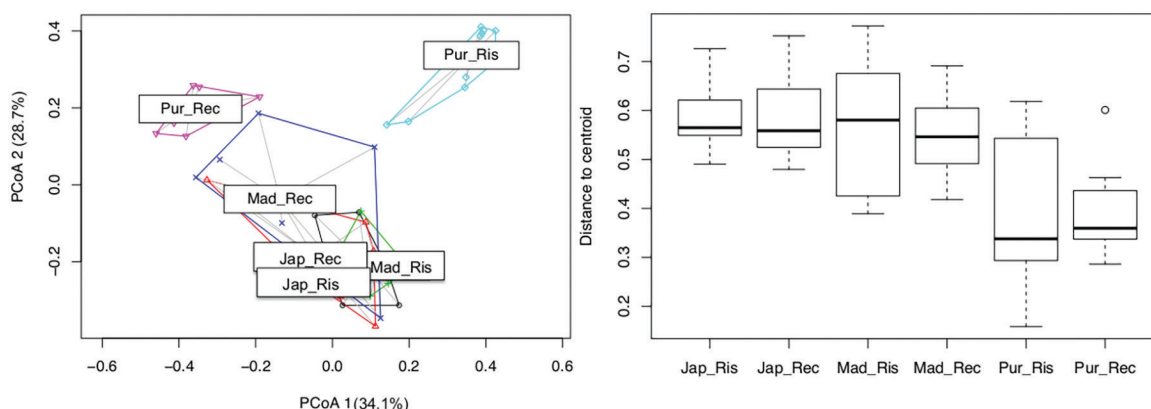 0.4
0.2
0.0
−0.2
PCoA 2 (28.7%)
Pur_Ris
Pur_Rec
Mad_Rec
Jap_Rec
Mad_Ris
Jap_Ris
−0.6
−0.4
−0.2
0.0
0.2
0.4
0.6
PCoA 1(34.1%)
Distance to centroid
0.7
0.6
0.5
0.4
0.3
0.2
Jap_Ris
Jap_Rec
Mad_Ris
Mad_Rec
Pur_Ris
Pur_Rec